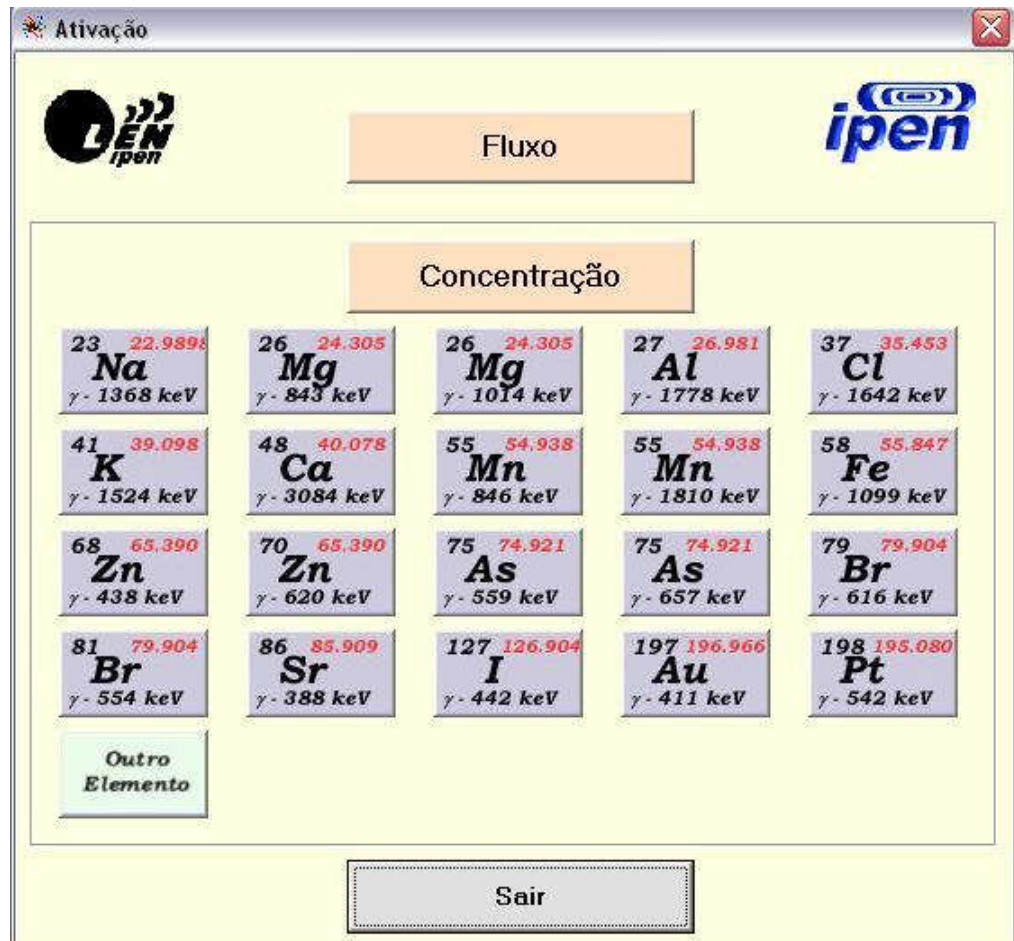 Ativação
LEN
ipen
ipen
Fluxo
Concentração
23 22.9898
Na
γ - 1368 keV
26 24.305
Mg
γ - 843 keV
26 24.305
Mg
γ - 1014 keV
27 26.981
Al
γ - 1778 keV
37 35.453
Cl
γ - 1642 keV
41 39.098
K
γ - 1524 keV
48 40.078
Ca
γ - 3084 keV
55 54.938
Mn
γ - 846 keV
55 54.938
Mn
γ - 1810 keV
58 55.847
Fe
γ - 1099 keV
68 65.390
Zn
γ - 438 keV
70 65.390
Zn
γ - 620 keV
75 74.921
As
γ - 559 keV
75 74.921
As
γ - 657 keV
79 79.904
Br
γ - 616 keV
81 79.904
Br
γ - 554 keV
86 85.909
Sr
γ - 388 keV
127 126.904
I
γ - 442 keV
197 196.966
Au
γ - 411 keV
198 195.080
Pt
γ - 542 keV
Outro
Elemento
Sair